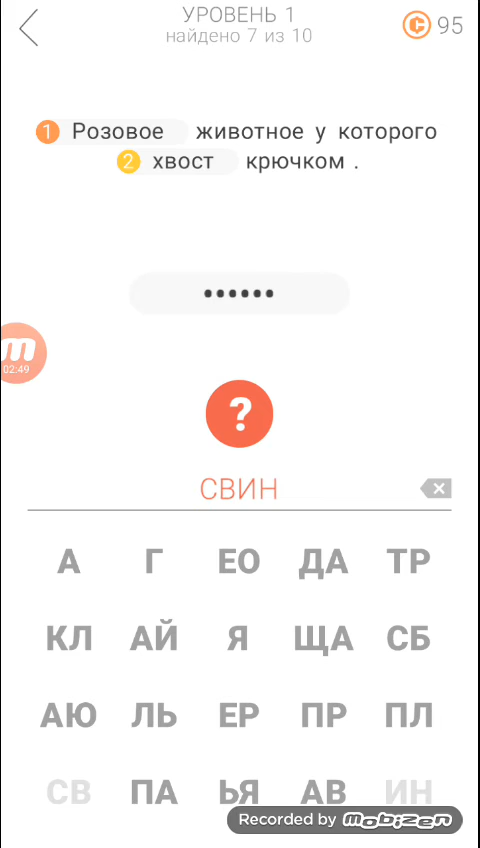 УРОВЕНЬ 1
найдено 7 из 10
95
1 Розовое животное у которого
2 хвост крючком .
••••••
02:49
?
СВИН
А Г ЕО ДА ТР
КЛ АЙ Я ЩА СБ
АЮ ЛЬ ЕР ПР ПЛ
СВ ПА ЬЯ АВ ИН
Recorded by mobizen